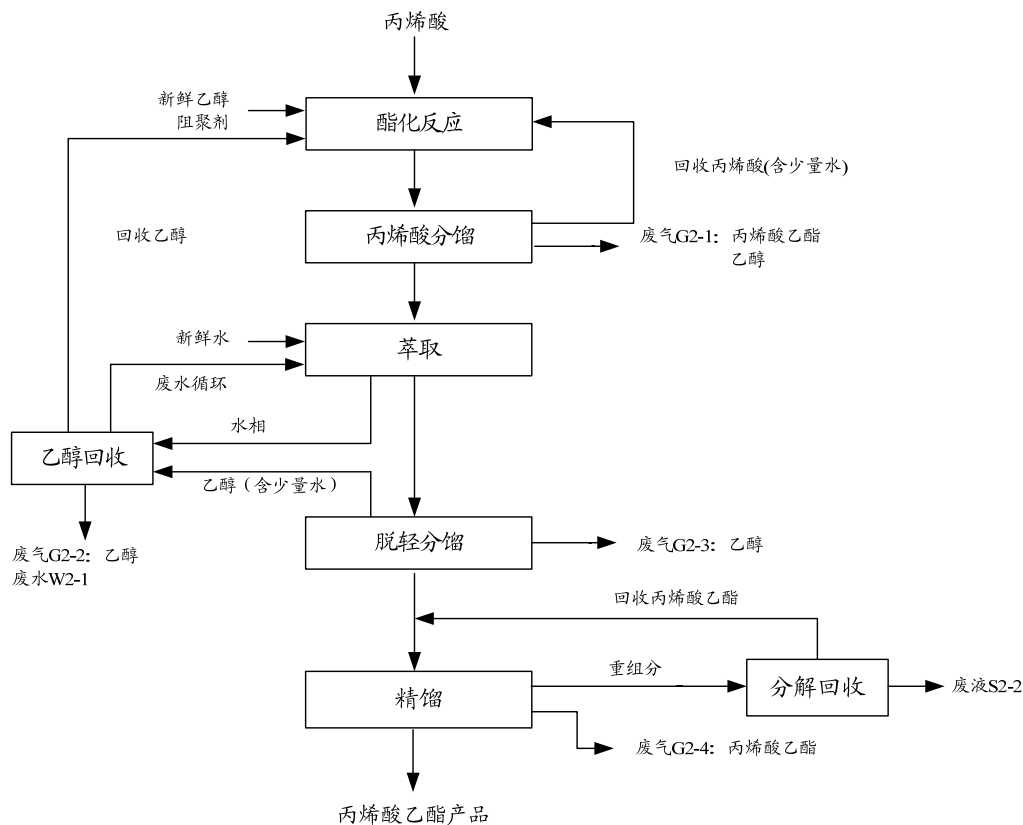 丙烯酸
新鲜乙醇
阻聚剂
酯化反应
回收丙烯酸(含少量水)
回收乙醇
丙烯酸分馏
废气G2-1：丙烯酸乙酯
乙醇
新鲜水
萃取
废水循环
水相
乙醇回收
乙醇（含少量水）
脱轻分馏
废气G2-3：乙醇
废气G2-2：乙醇
废水W2-1
回收丙烯酸乙酯
重组分
精馏
分解回收
废液S2-2
废气G2-4：丙烯酸乙酯
丙烯酸乙酯产品